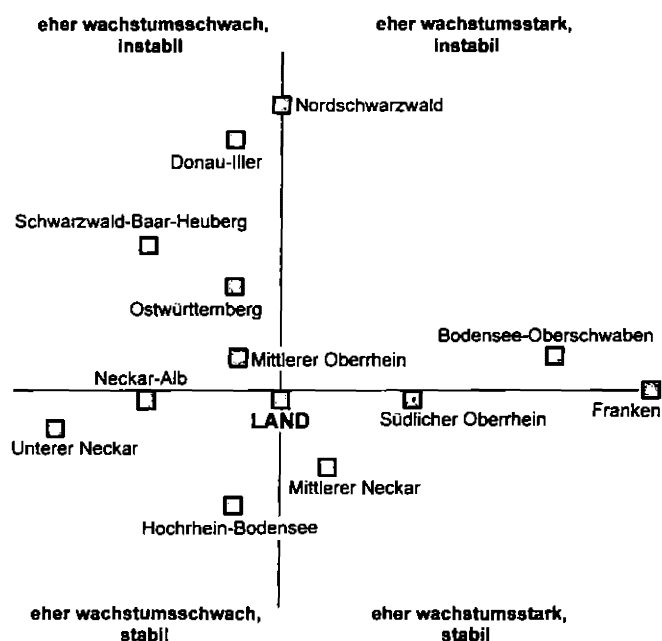 eher wachstumsschwach,
instabil
eher wachstumsstark,
instabil
Nordschwarzwald
Donau-Iller
Schwarzwald-Baar-Heuberg
Ostwürttemberg
Mittlerer Oberrhein
Bodensee-Oberschwaben
Neckar-Alb
LAND
Südlicher Oberrhein
Franken
Unterer Neckar
Mittlerer Neckar
Hochrhein-Bodensee
eher wachstumsschwach,
stabil
eher wachstumsstark,
stabil